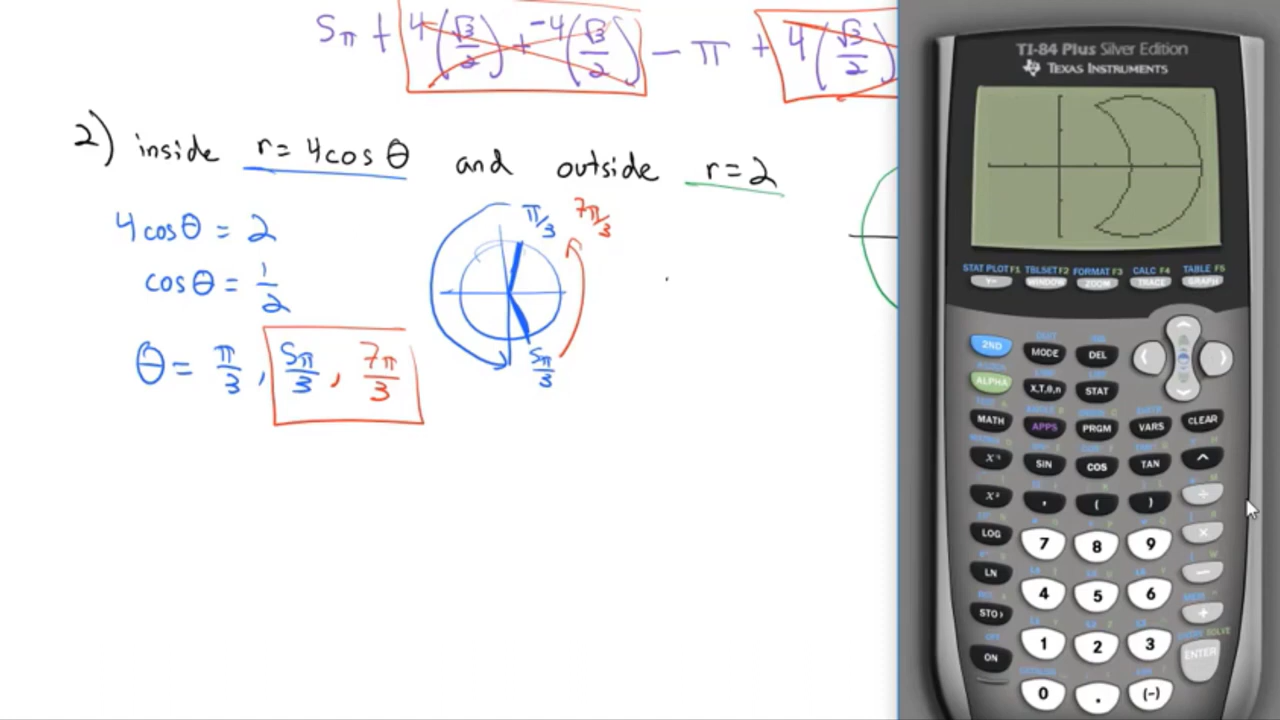 5π + 4(√3/2) + -4(√3/2) - π + 4(√3/2)
2) inside r = 4cos θ and outside r = 2
4cosθ = 2
cosθ = 1/2
θ = π/3, 5π/3, 7π/3
π/3 7π/3
5π/3
TI-84 Plus Silver Edition
TEXAS INSTRUMENTS
STAT PLOT F1 TBLSET F2 FORMAT F3 CALC F4 TABLE F5
Y= WINDOW ZOOM TRACE GRAPH
2ND MODE DEL
ALPHA X,T,θ,n STAT
MATH APPS PRGM VARS CLEAR
SIN COS TAN ^
x² , ( ) ÷
LOG 7 8 9 ×
LN 4 5 6 −
STO› 1 2 3 +
ON 0 . (-) ENTER